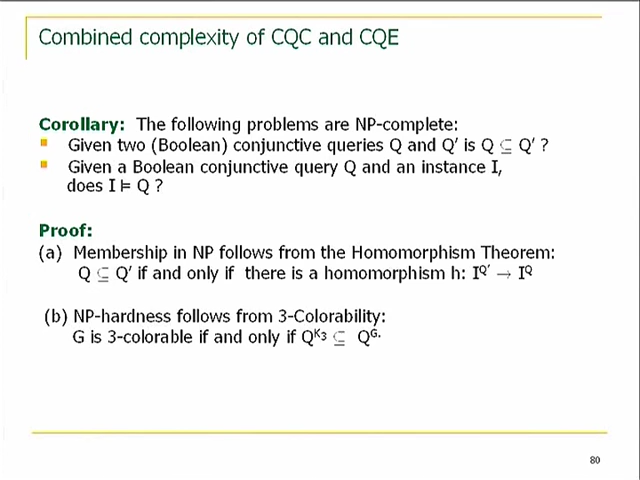 Combined complexity of CQC and CQE
Corollary: The following problems are NP-complete:
▪ Given two (Boolean) conjunctive queries Q and Q′ is Q ⊆ Q′ ?
▪ Given a Boolean conjunctive query Q and an instance I,
does I ⊨ Q ?
Proof:
(a) Membership in NP follows from the Homomorphism Theorem:
Q ⊆ Q′ if and only if there is a homomorphism h: I^Q′ → I^Q
(b) NP-hardness follows from 3-Colorability:
G is 3-colorable if and only if Q^K₃ ⊆ Q^G.
80